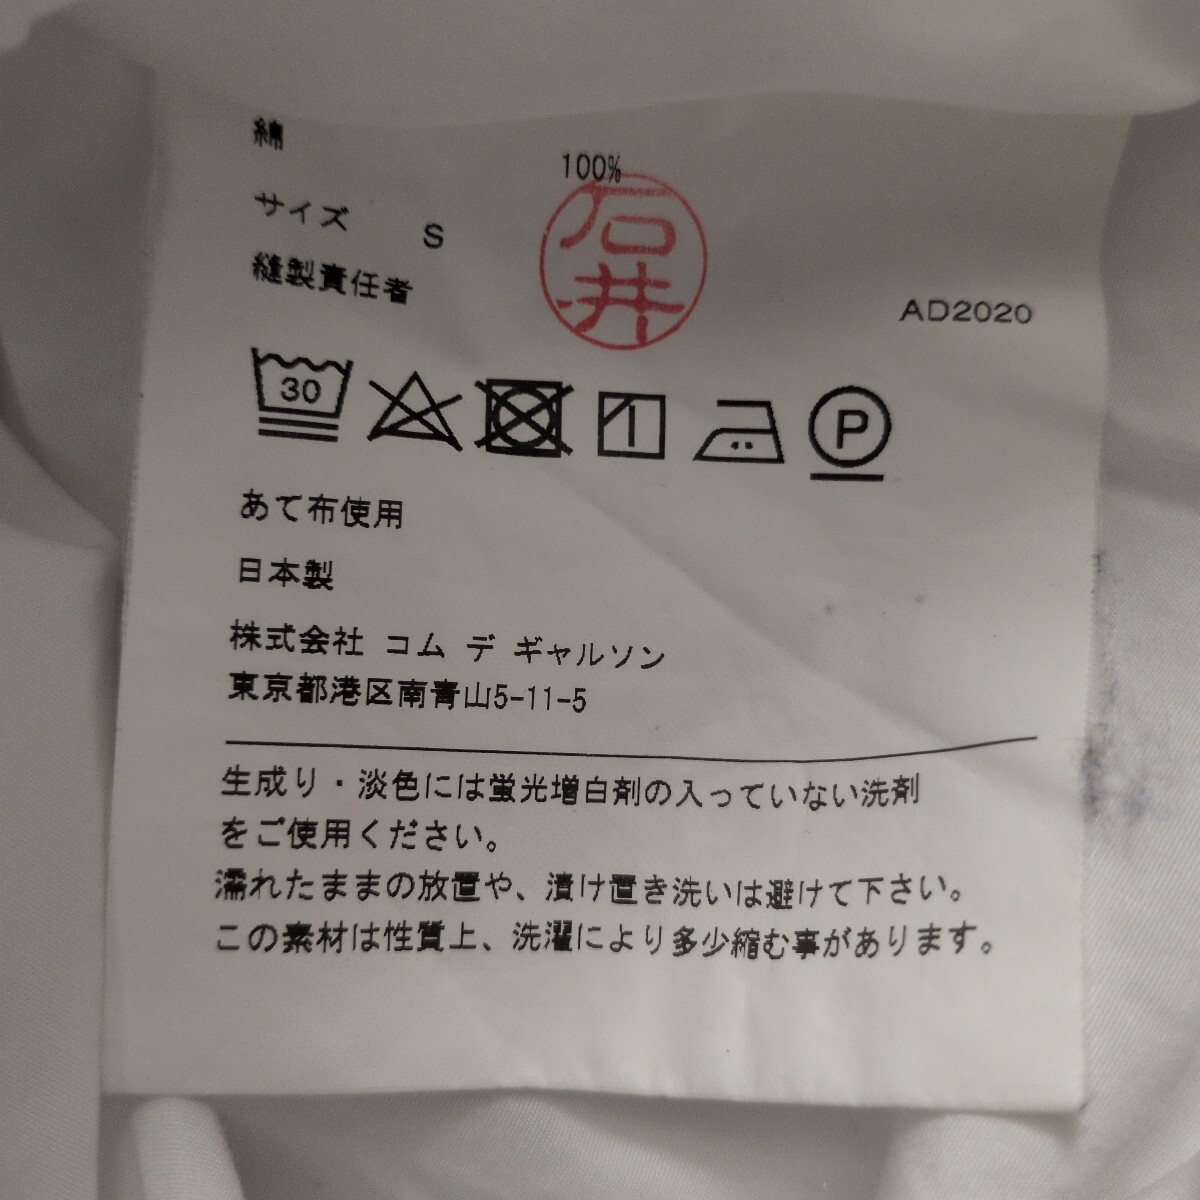 綿 100%
サイズ S
縫製責任者 石井
AD2020
30
P
あて布使用
日本製
株式会社 コム デ ギャルソン
東京都港区南青山5-11-5
生成り・淡色には蛍光増白剤の入っていない洗剤
をご使用ください。
濡れたままの放置や、漬け置き洗いは避けて下さい。
この素材は性質上、洗濯により多少縮む事があります。